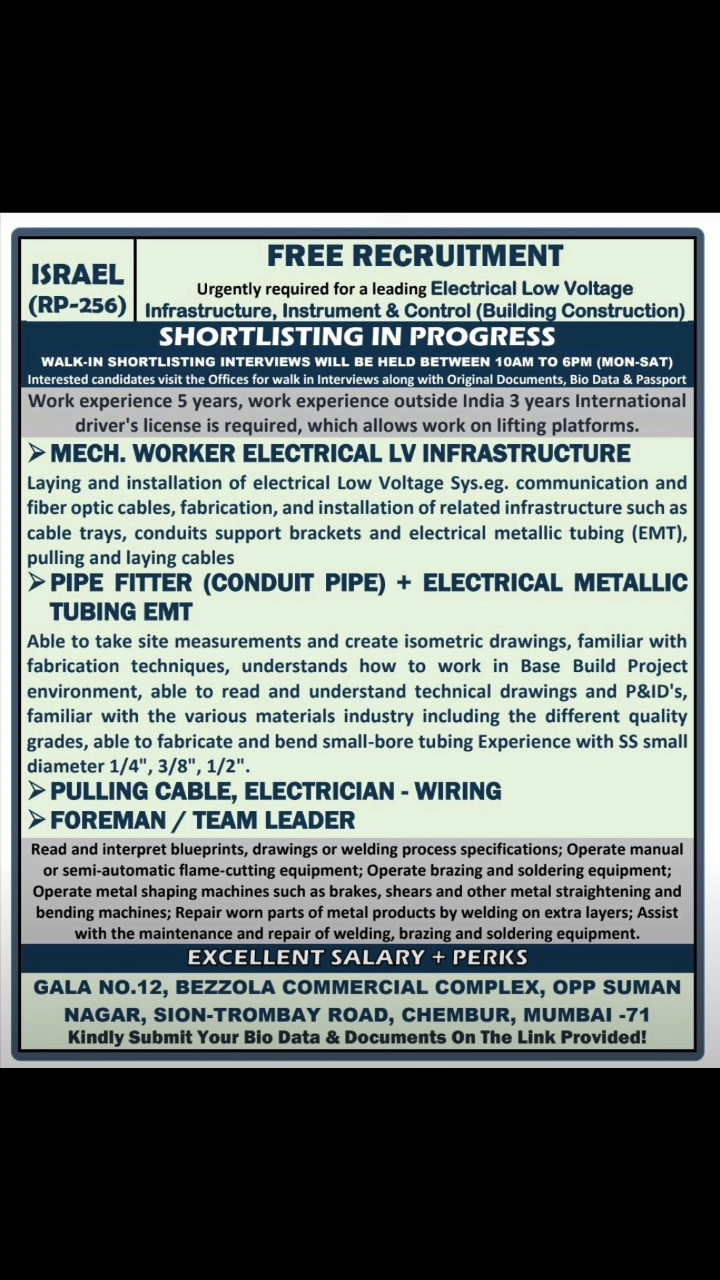 ISRAEL
(RP-256)
FREE RECRUITMENT
Urgently required for a leading Electrical Low Voltage
Infrastructure, Instrument & Control (Building Construction)
SHORTLISTING IN PROGRESS
WALK-IN SHORTLISTING INTERVIEWS WILL BE HELD BETWEEN 10AM TO 6PM (MON-SAT)
Interested candidates visit the Offices for walk in Interviews along with Original Documents, Bio Data & Passport
Work experience 5 years, work experience outside India 3 years International
driver's license is required, which allows work on lifting platforms.
➢ MECH. WORKER ELECTRICAL LV INFRASTRUCTURE
Laying and installation of electrical Low Voltage Sys.eg. communication and
fiber optic cables, fabrication, and installation of related infrastructure such as
cable trays, conduits support brackets and electrical metallic tubing (EMT),
pulling and laying cables
➢ PIPE FITTER (CONDUIT PIPE) + ELECTRICAL METALLIC
TUBING EMT
Able to take site measurements and create isometric drawings, familiar with
fabrication techniques, understands how to work in Base Build Project
environment, able to read and understand technical drawings and P&ID's,
familiar with the various materials industry including the different quality
grades, able to fabricate and bend small-bore tubing Experience with SS small
diameter 1/4", 3/8", 1/2".
➢ PULLING CABLE, ELECTRICIAN - WIRING
➢ FOREMAN / TEAM LEADER
Read and interpret blueprints, drawings or welding process specifications; Operate manual
or semi-automatic flame-cutting equipment; Operate brazing and soldering equipment;
Operate metal shaping machines such as brakes, shears and other metal straightening and
bending machines; Repair worn parts of metal products by welding on extra layers; Assist
with the maintenance and repair of welding, brazing and soldering equipment.
EXCELLENT SALARY + PERKS
GALA NO.12, BEZZOLA COMMERCIAL COMPLEX, OPP SUMAN
NAGAR, SION-TROMBAY ROAD, CHEMBUR, MUMBAI -71
Kindly Submit Your Bio Data & Documents On The Link Provided!